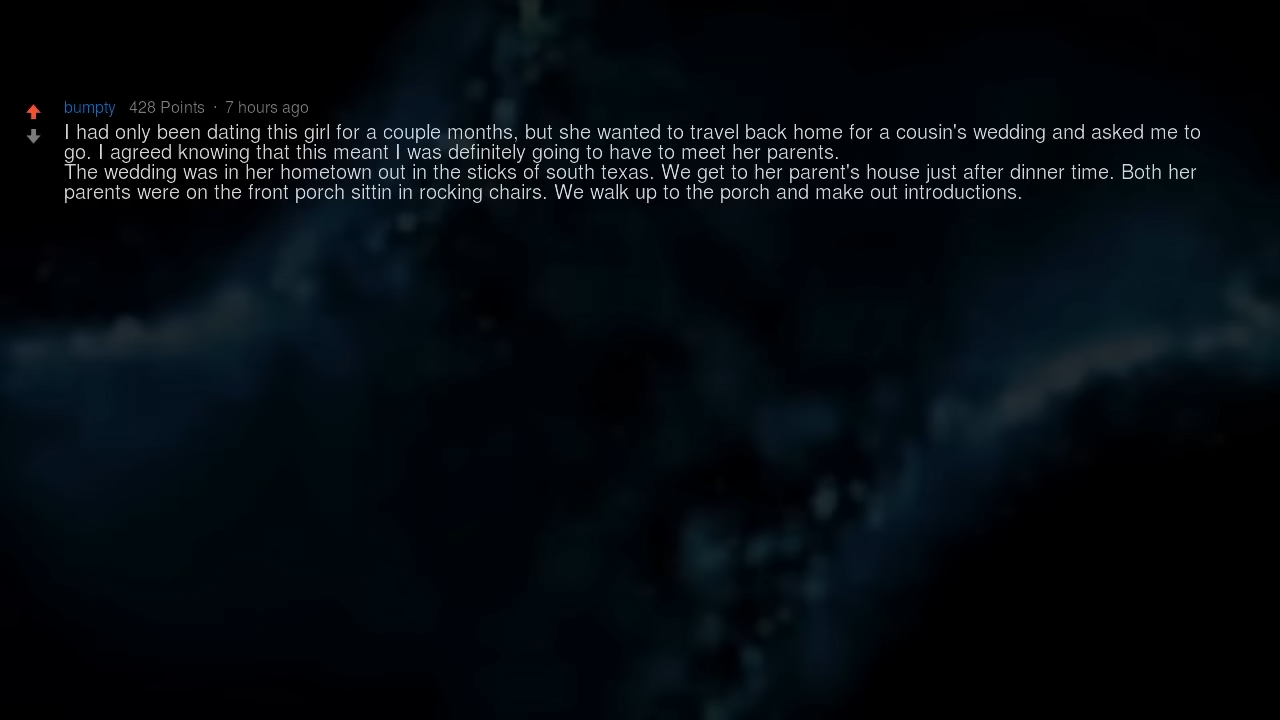 bumpty 428 Points · 7 hours ago
I had only been dating this girl for a couple months, but she wanted to travel back home for a cousin's wedding and asked me to
go. I agreed knowing that this meant I was definitely going to have to meet her parents.
The wedding was in her hometown out in the sticks of south texas. We get to her parent's house just after dinner time. Both her
parents were on the front porch sittin in rocking chairs. We walk up to the porch and make out introductions.